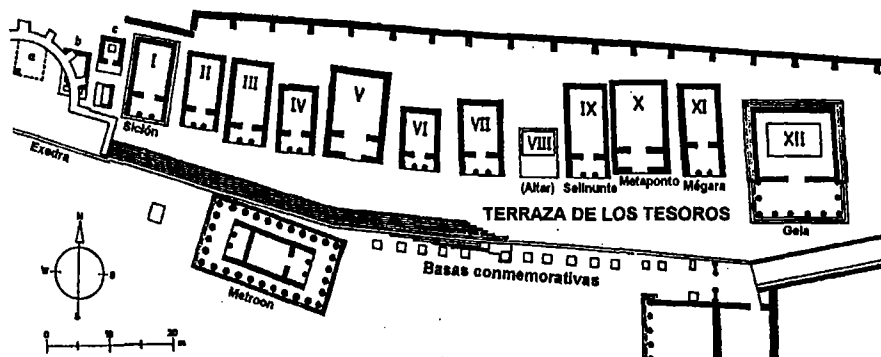 a
b
c
I
II
III
IV
V
VI
VII
VIII
IX
X
XI
XII
Sición
(Altar)
Selinunte
Metaponto
Mégara
Gela
Exedra
TERRAZA DE LOS TESOROS
Metroon
Basas conmemorativas
N
W
S
0 10 20
m